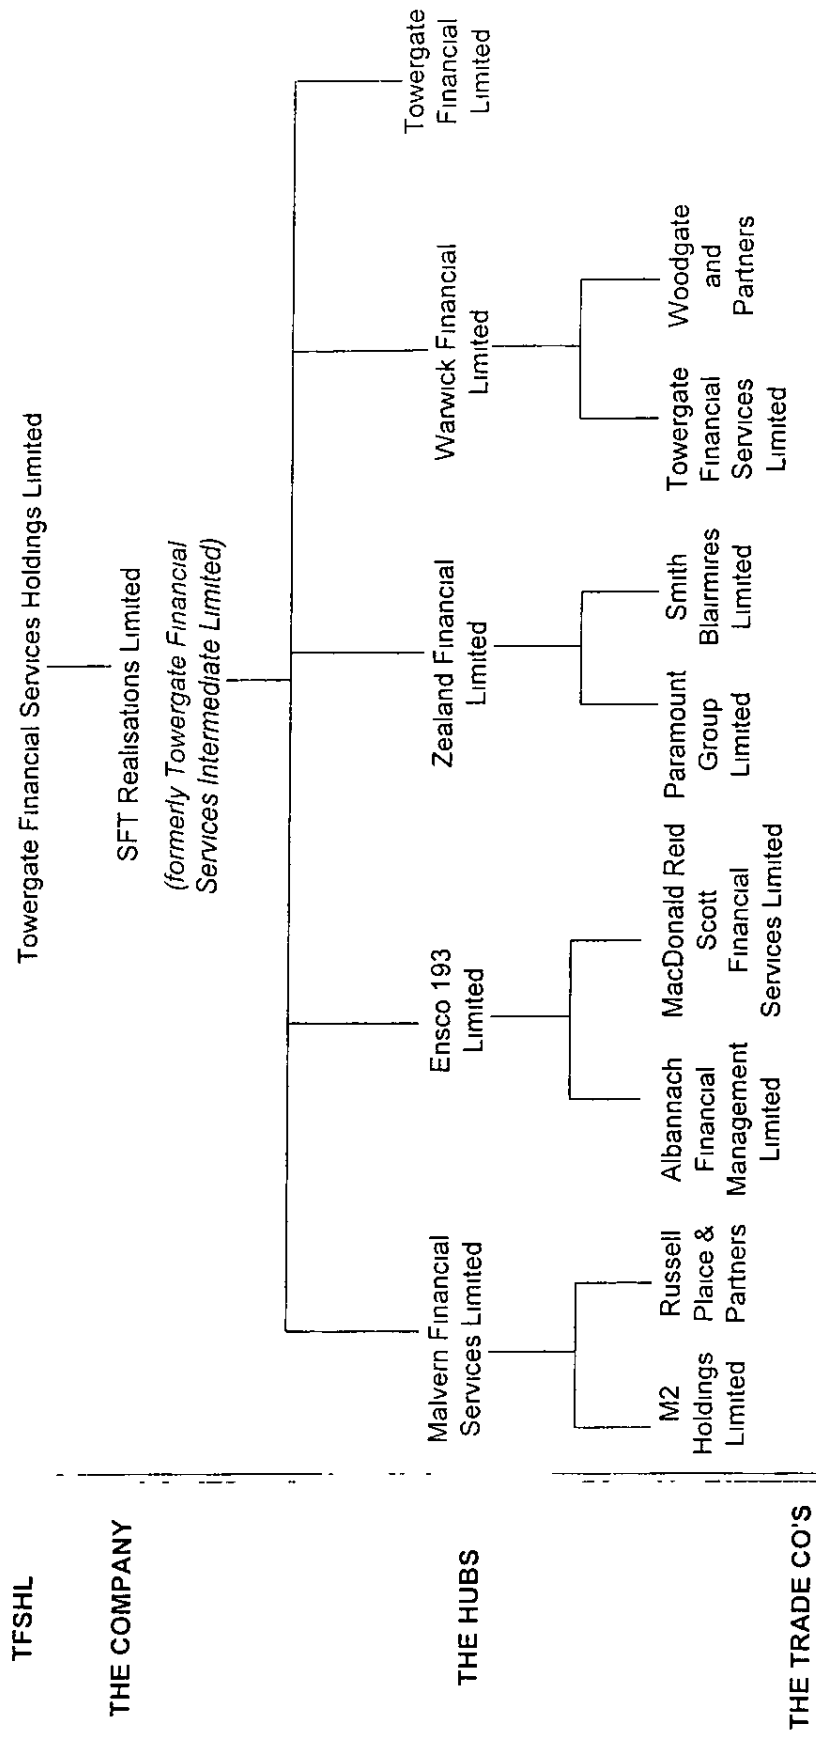 TFSHL
Towergate Financial Services Holdings Limited
THE COMPANY
SFT Realisations Limited
(formerly Towergate Financial
Services Intermediate Limited)
THE HUBS
Malvern Financial
Services Limited
Ensco 193
Limited
Zealand Financial
Limited
Warwick Financial
Limited
Towergate
Financial
Limited
THE TRADE CO'S
M2
Holdings
Limited
Russell
Plaice &
Partners
Albannach
Financial
Management
Limited
MacDonald Reid
Scott
Financial
Services Limited
Paramount
Group
Limited
Smith
Blairmires
Limited
Towergate
Financial
Services
Limited
Woodgate
and
Partners